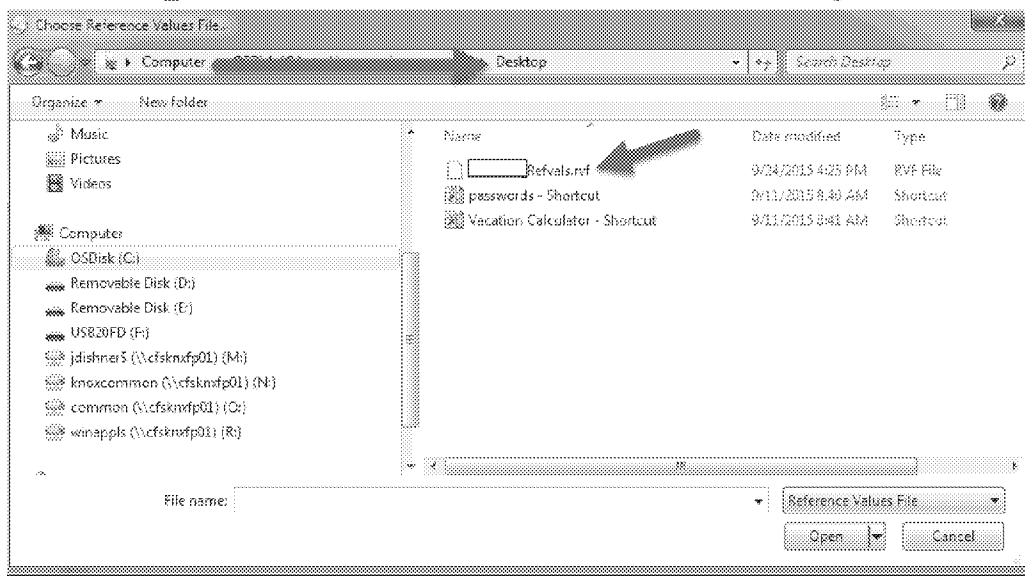 Choose Reference Values File
Computer Desktop Search Desktop
Organize New folder
Music
Pictures
Videos
Computer
OSDisk (C:)
Removable Disk (D:)
Removable Disk (E:)
USB20FD (F:)
jdishner5 (\\cfsknxfp01) (M:)
knoxcommon (\\cfsknxfp01) (N:)
common (\\cfsknxfp01) (O:)
winappls (\\cfsknxfp01) (R:)
Name Date modified Type
Refvals.rvf 9/24/2015 4:25 PM RVF File
passwords - Shortcut 9/11/2015 8:40 AM Shortcut
Vacation Calculator - Shortcut 9/11/2015 8:41 AM Shortcut
File name: Reference Values File
Open Cancel